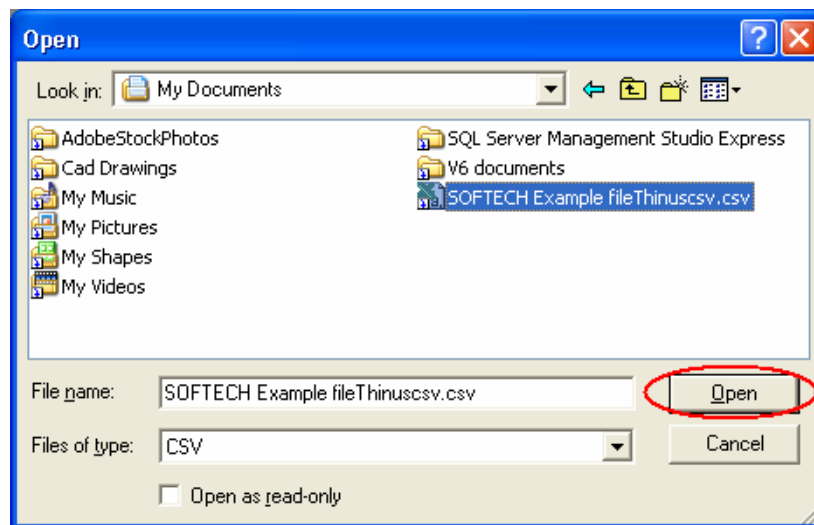 Open
Look in: My Documents
AdobeStockPhotos
Cad Drawings
My Music
My Pictures
My Shapes
My Videos
SQL Server Management Studio Express
V6 documents
SOFTECH Example fileThinuscsv.csv
File name: SOFTECH Example fileThinuscsv.csv Open
Files of type: CSV Cancel
Open as read-only